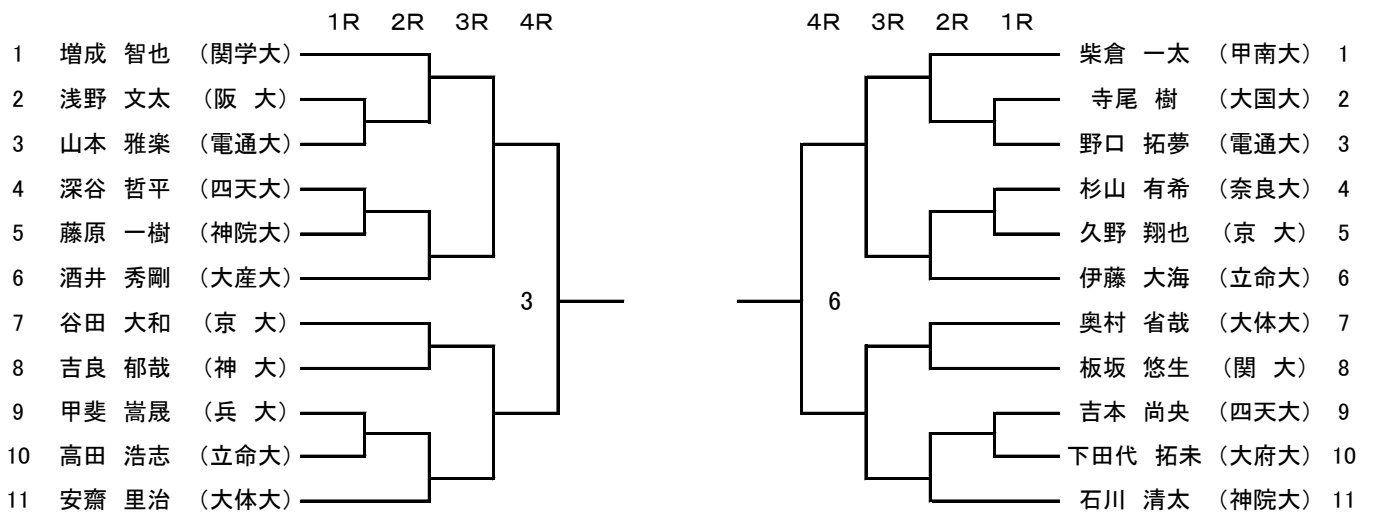 1R 2R 3R 4R 4R 3R 2R 1R
1 増成 智也 (関学大) 柴倉 一太 (甲南大) 1
2 浅野 文太 (阪 大) 寺尾 樹 (大国大) 2
3 山本 雅楽 (電通大) 野口 拓夢 (電通大) 3
4 深谷 哲平 (四天大) 杉山 有希 (奈良大) 4
5 藤原 一樹 (神院大) 久野 翔也 (京 大) 5
6 酒井 秀剛 (大産大) 伊藤 大海 (立命大) 6
3 6
7 谷田 大和 (京 大) 奥村 省哉 (大体大) 7
8 吉良 郁哉 (神 大) 板坂 悠生 (関 大) 8
9 甲斐 嵩晟 (兵 大) 吉本 尚央 (四天大) 9
10 高田 浩志 (立命大) 下田代 拓未 (大府大) 10
11 安齋 里治 (大体大) 石川 清太 (神院大) 11